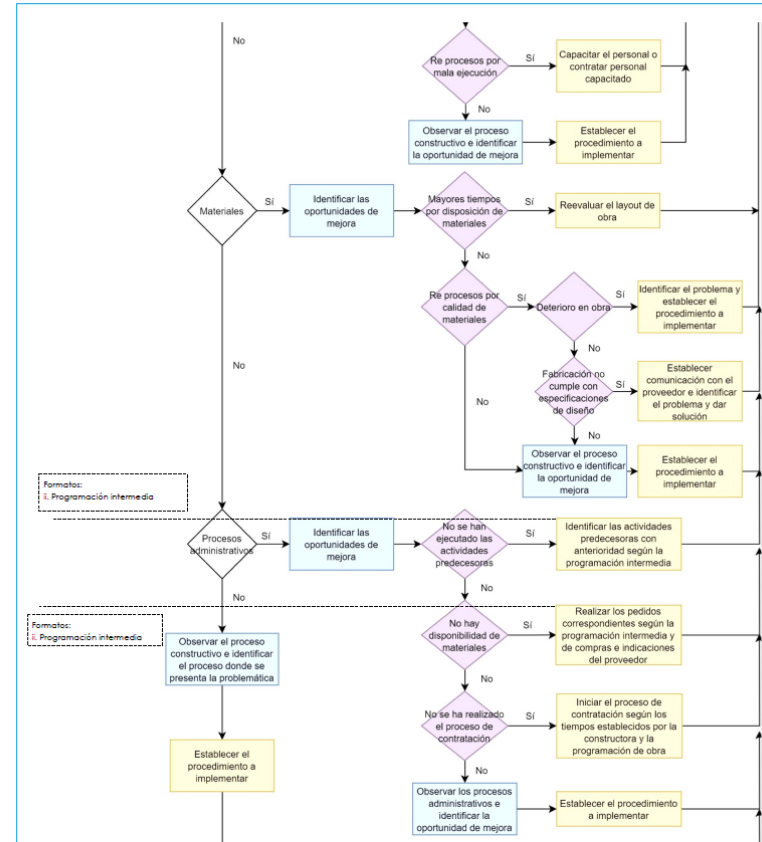 No
Re procesos por
mala ejecución
Sí
Capacitar el personal o
contratar personal
capacitado
No
Observar el proceso
constructivo e identificar
la oportunidad de mejora
Establecer el
procedimiento a
implementar
Materiales
Sí
Identificar las
oportunidades de
mejora
Mayores tiempos
por disposición de
materiales
Sí
Reevaluar el layout de
obra
No
Re procesos por
calidad de
materiales
Sí
Deterioro en obra
Sí
Identificar el problema y
establecer el
procedimiento a
implementar
No
No
Fabricación no
cumple con
especificaciones
de diseño
Sí
Establecer
comunicación con el
proveedor e identificar
el problema y dar
solución
No
No
Observar el proceso
constructivo e identificar
la oportunidad de
mejora
Establecer el
procedimiento a
implementar
Formatos:
i. Programación intermedia
Procesos
administrativos
Sí
Identificar las
oportunidades de
mejora
No se han
ejecutado las
actividades
predecesoras
Sí
Identificar las actividades
predecesoras con
anterioridad según la
programación intermedia
No
No
Formatos:
ii. Programación intermedia
Observar el proceso
constructivo e identificar
el proceso donde se
presenta la problemática
No hay
disponibilidad de
materiales
Sí
Realizar los pedidos
correspondientes según la
programación intermedia y
de compras e indicaciones
del proveedor
No
No se ha realizado
el proceso de
contratación
Sí
Iniciar el proceso de
contratación según los
tiempos establecidos por la
constructora y la
programación de obra
Establecer el
procedimiento a
implementar
No
Observar los procesos
administrativos e
identificar la
oportunidad de mejora
Establecer el procedimiento
a implementar